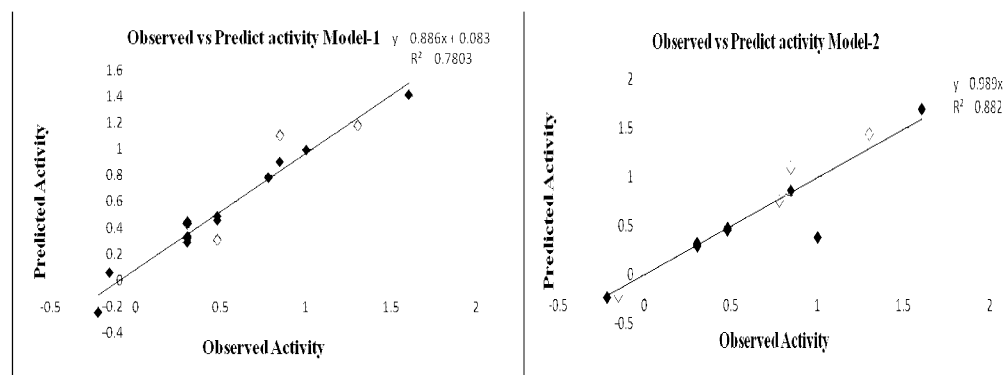 Observed vs Predict activity Model-1
y 0.886x + 0.083
R² 0.7803
1.6
1.4
1.2
1
0.8
0.6
0.4
0.2
0
-0.2
-0.4
-0.5
0
0.5
1
1.5
2
Predicted Activity
Observed Activity
Observed vs Predict activity Model-2
y 0.989x
R² 0.882
2
1.5
1
0.5
0
-0.5
-0.5
0
0.5
1
1.5
2
Predicted Activity
Observed Activity